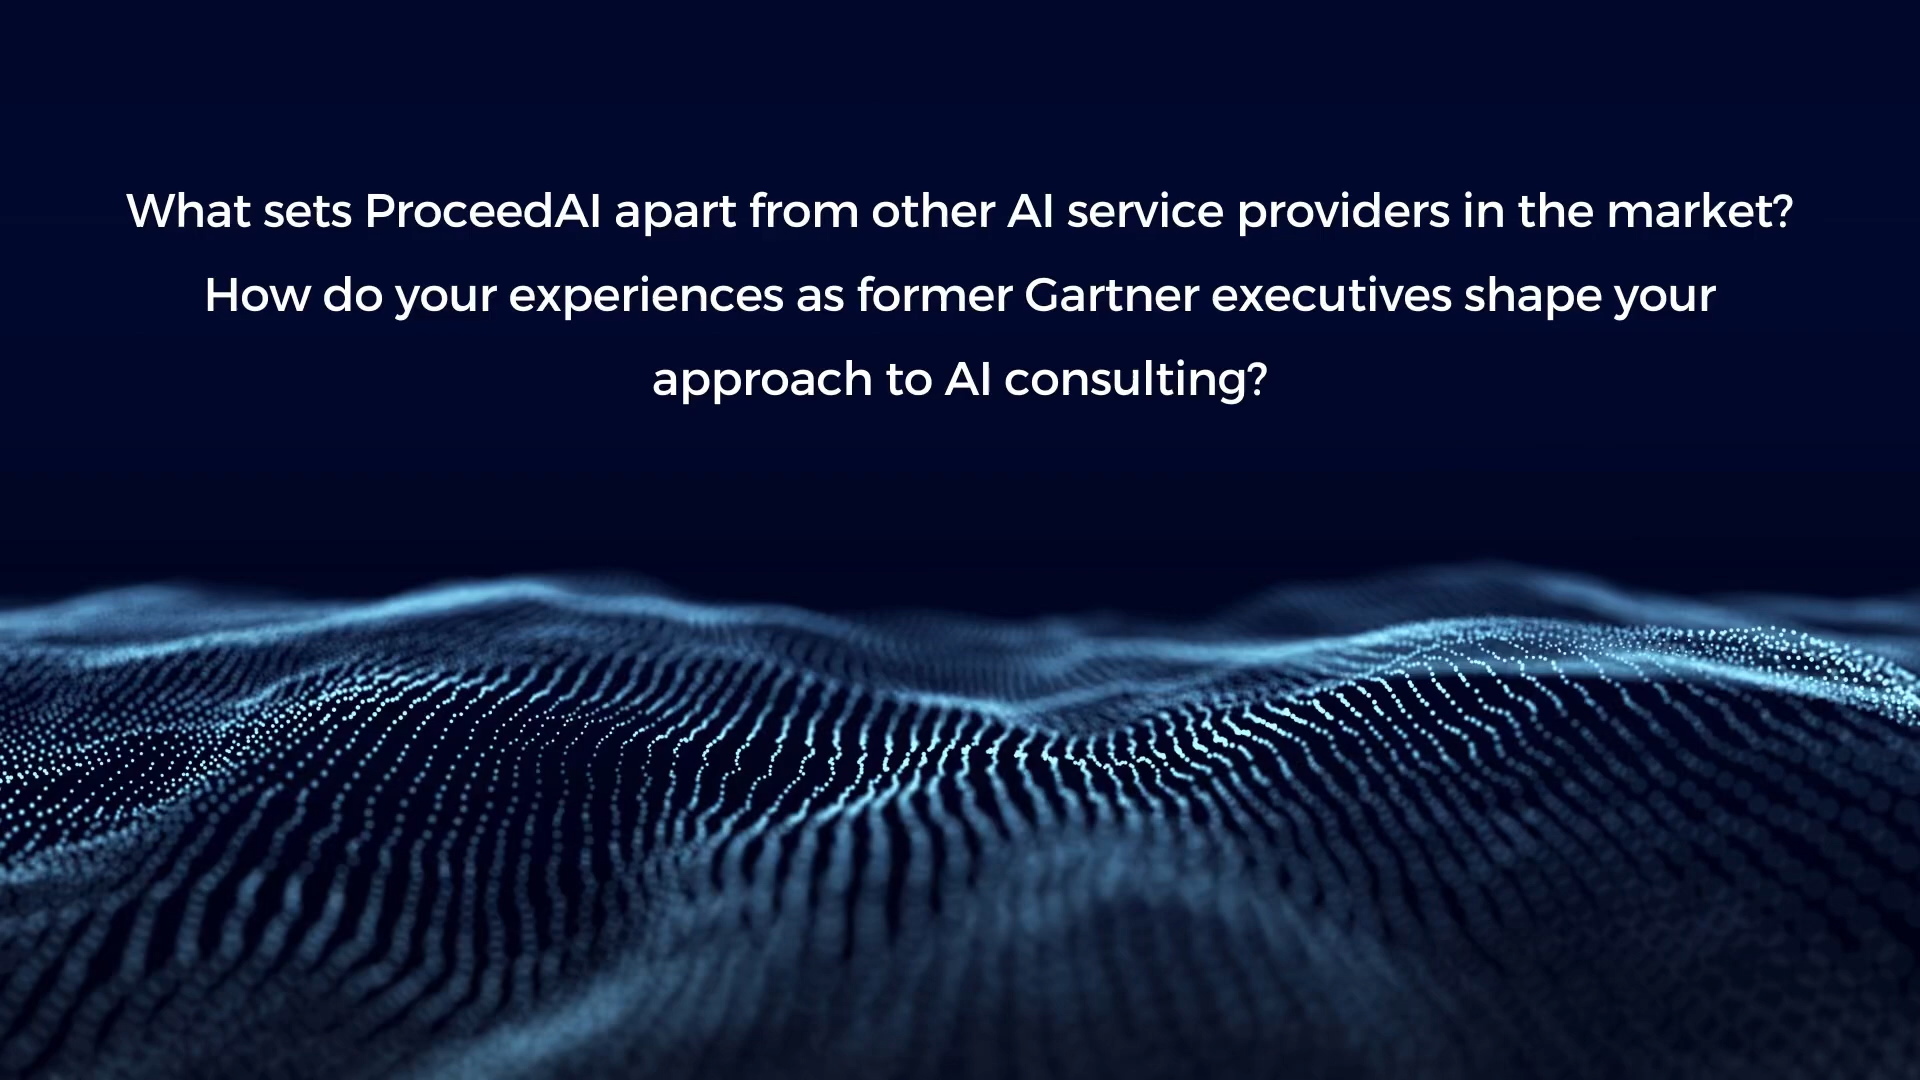 What sets ProceedAI apart from other AI service providers in the market?
How do your experiences as former Gartner executives shape your
approach to AI consulting?